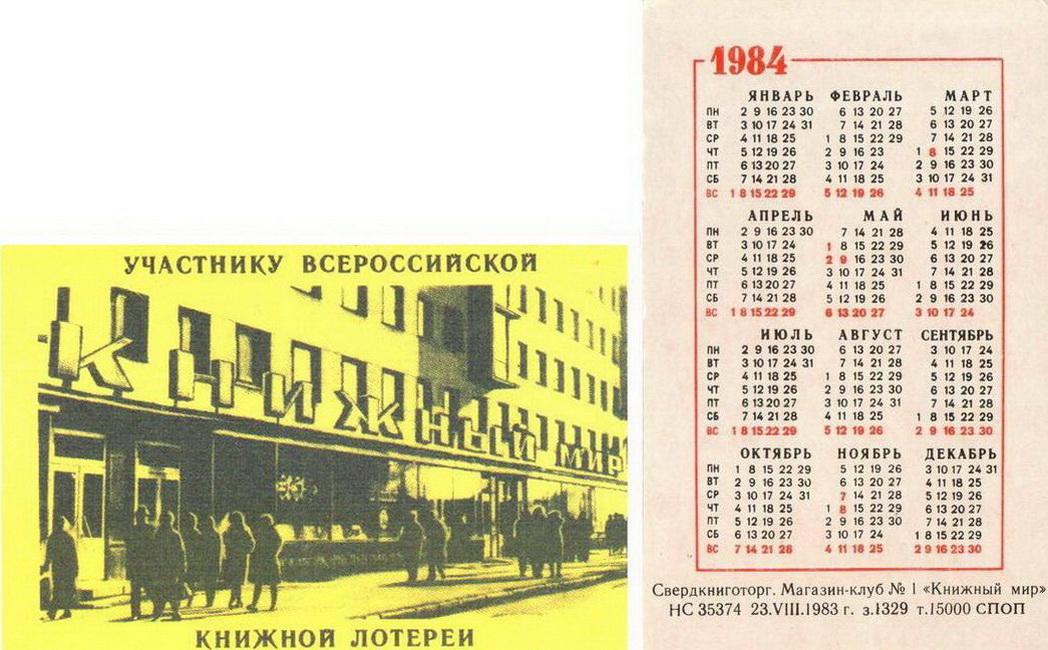 УЧАСТНИКУ ВСЕРОССИЙСКОЙ
КНИЖНЫЙ МИР
КНИЖНОЙ ЛОТЕРЕИ
1984
ЯНВАРЬ ФЕВРАЛЬ МАРТ
ПН 2 9 16 23 30 6 13 20 27 5 12 19 26
ВТ 3 10 17 24 31 7 14 21 28 6 13 20 27
СР 4 11 18 25 1 8 15 22 29 7 14 21 28
ЧТ 5 12 19 26 2 9 16 23 1 8 15 22 29
ПТ 6 13 20 27 3 10 17 24 2 9 16 23 30
СБ 7 14 21 28 4 11 18 25 3 10 17 24 31
ВС 1 8 15 22 29 5 12 19 26 4 11 18 25
АПРЕЛЬ МАЙ ИЮНЬ
ПН 2 9 16 23 30 7 14 21 28 4 11 18 25
ВТ 3 10 17 24 1 8 15 22 29 5 12 19 26
СР 4 11 18 25 2 9 16 23 30 6 13 20 27
ЧТ 5 12 19 26 3 10 17 24 31 7 14 21 28
ПТ 6 13 20 27 4 11 18 25 1 8 15 22 29
СБ 7 14 21 28 5 12 19 26 2 9 16 23 30
ВС 1 8 15 22 29 6 13 20 27 3 10 17 24
ИЮЛЬ АВГУСТ СЕНТЯБРЬ
ПН 2 9 16 23 30 6 13 20 27 3 10 17 24
ВТ 3 10 17 24 31 7 14 21 28 4 11 18 25
СР 4 11 18 25 1 8 15 22 29 5 12 19 26
ЧТ 5 12 19 26 2 9 16 23 30 6 13 20 27
ПТ 6 13 20 27 3 10 17 24 31 7 14 21 28
СБ 7 14 21 28 4 11 18 25 1 8 15 22 29
ВС 1 8 15 22 29 5 12 19 26 2 9 16 23 30
ОКТЯБРЬ НОЯБРЬ ДЕКАБРЬ
ПН 1 8 15 22 29 5 12 19 26 3 10 17 24 31
ВТ 2 9 16 23 30 6 13 20 27 4 11 18 25
СР 3 10 17 24 31 7 14 21 28 5 12 19 26
ЧТ 4 11 18 25 1 8 15 22 29 6 13 20 27
ПТ 5 12 19 26 2 9 16 23 30 7 14 21 28
СБ 6 13 20 27 3 10 17 24 1 8 15 22 29
ВС 7 14 21 28 4 11 18 25 2 9 16 23 30
Свердкниготорг. Магазин-клуб № 1 «Книжный мир»
НС 35374 23.VIII.1983 г. з.1329 т.15000 СПОП